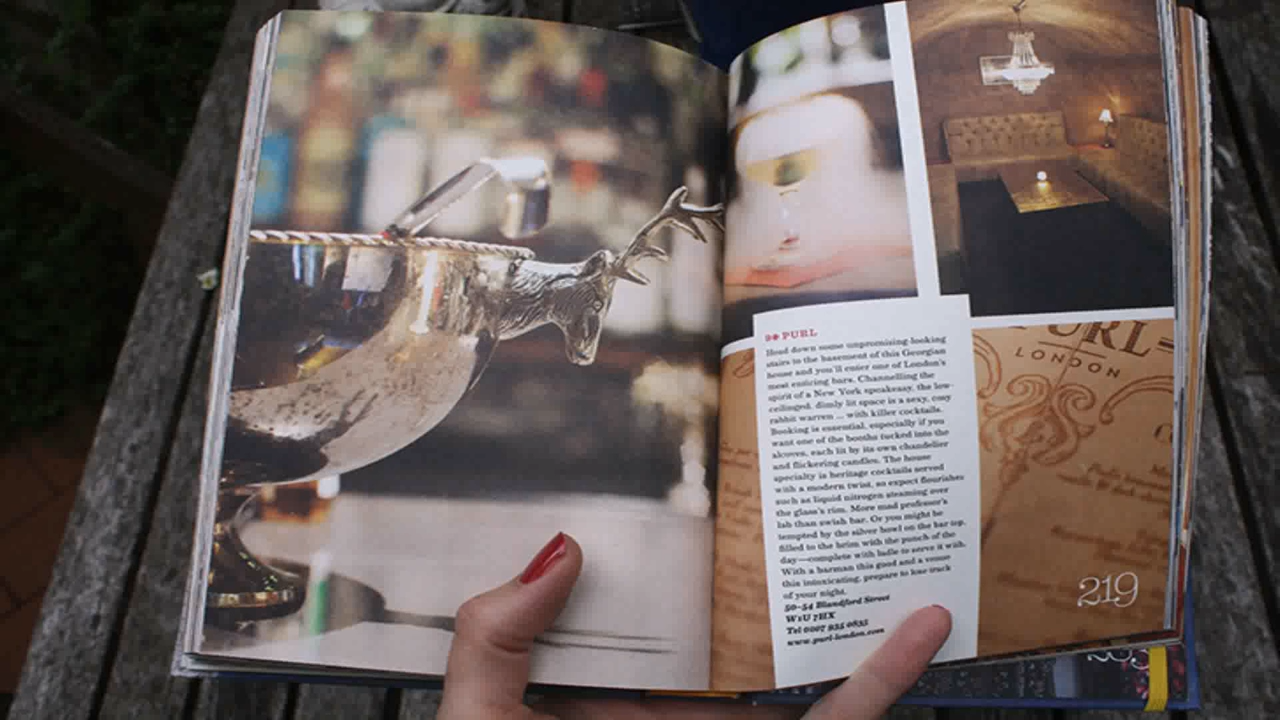 PURL
Head down some unpromising-looking
stairs to the basement of this Georgian
house and you'll enter one of London's
most enticing bars. Channelling the
spirit of a New York speakeasy, the low-
ceilinged, dimly lit space is a sexy, cosy
rabbit warren ... with killer cocktails.
Booking is essential, especially if you
want one of the booths tucked into the
alcoves, each lit by its own chandelier
and flickering candles. The house
specialty is heritage cocktails served
with a modern twist, so expect flourishes
such as liquid nitrogen steaming over
the glass's rim. More mad professor's
lab than swish bar. Or you might be
tempted by the silver bowl on the bar top,
filled to the brim with the punch of the
day—complete with ladle to serve it with.
With a barman this good and a venue
this intoxicating, prepare to lose track
of your night.
50–54 Blandford Street
W1U 7HX
Tel 0207 935 0835
www.purl-london.com
PURL
LONDON
219